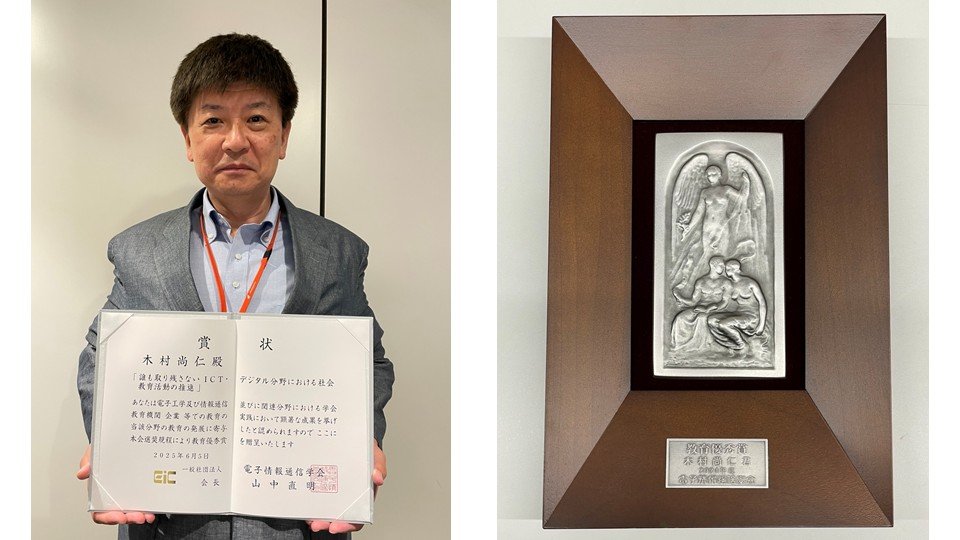 賞 状
木村尚仁殿
「誰も取り残さないICT・デジタル分野における社会
教育活動の推進」
あなたは電子工学及び情報通信並びに関連分野における学会
教育機関 企業 等での教育の実践において顕著な成果を挙げ
当該分野の教育の発展に寄与したと認められますので ここに
本会選奨規程により教育優秀賞を贈呈いたします
2025年6月5日
一般社団法人 電子情報通信学会
会長 山中直明
教育優秀賞
木村尚仁君